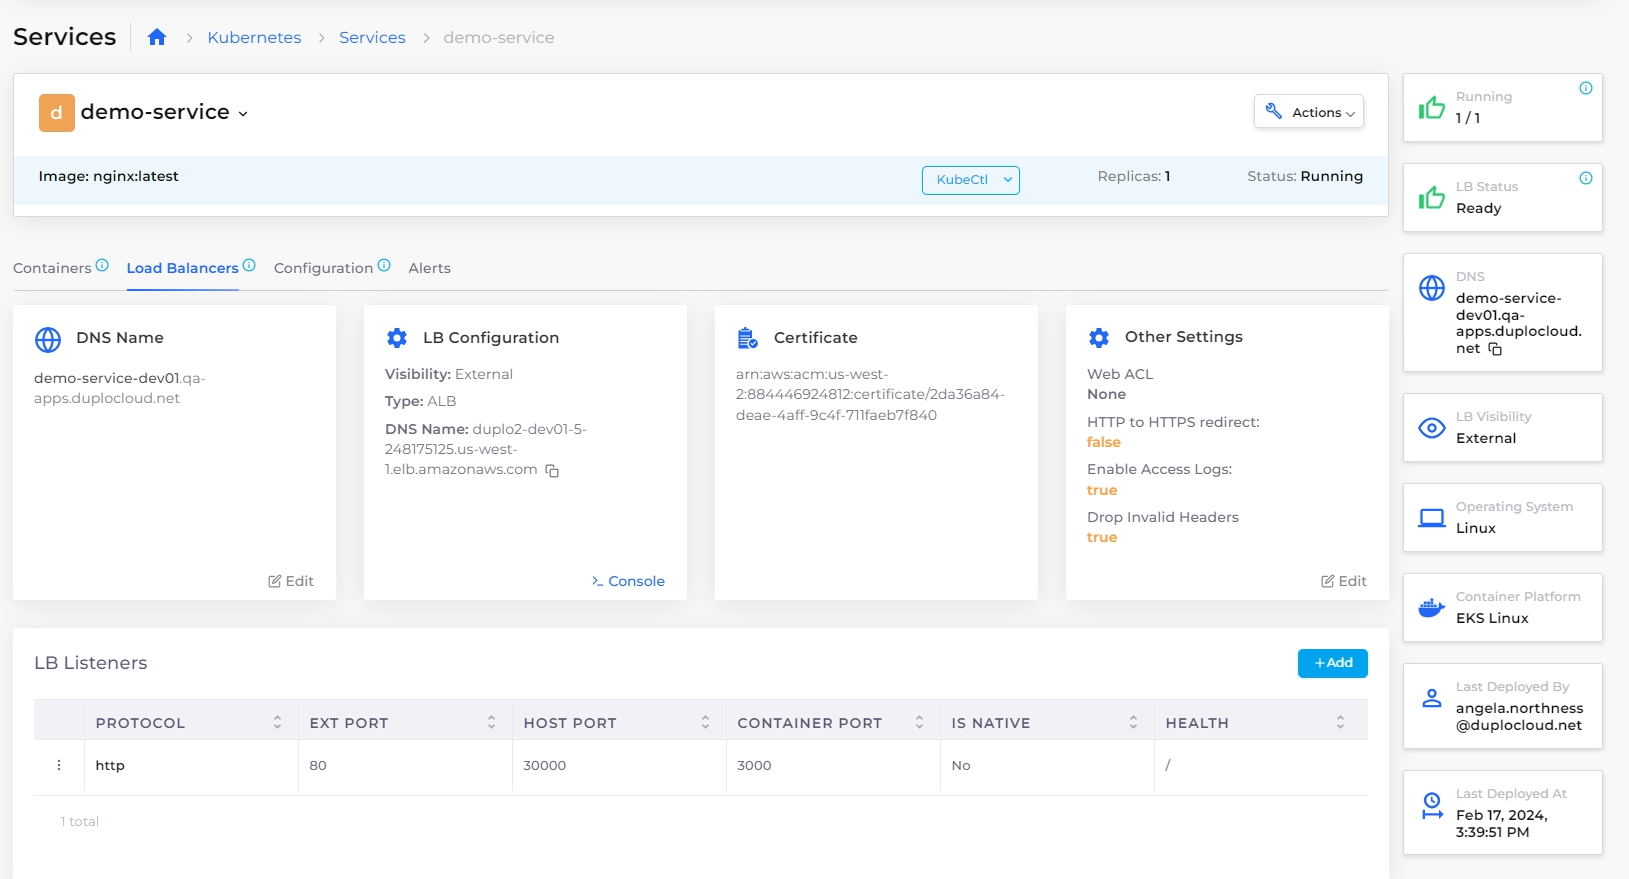 Services
Kubernetes
Services
demo-service
d
demo-service
Actions
Image: nginx:latest
KubeCtl
Replicas: 1
Status: Running
Containers
Load Balancers
Configuration
Alerts
DNS Name
demo-service-dev01.qa-
apps.duplocloud.net
Edit
LB Configuration
Visibility: External
Type: ALB
DNS Name: duplo2-dev01-5-
248175125.us-west-
1.elb.amazonaws.com
>_ Console
Certificate
arn:aws:acm:us-west-
2:884446924812:certificate/2da36a84-
deae-4aff-9c4f-711faeb7f840
Other Settings
Web ACL
None
HTTP to HTTPS redirect:
false
Enable Access Logs:
true
Drop Invalid Headers
true
Edit
LB Listeners
+Add
PROTOCOL
EXT PORT
HOST PORT
CONTAINER PORT
IS NATIVE
HEALTH
http
80
30000
3000
No
/
1 total
Running
1 / 1
LB Status
Ready
DNS
demo-service-
dev01.qa-
apps.duplocloud.
net
LB Visibility
External
Operating System
Linux
Container Platform
EKS Linux
Last Deployed By
angela.northness
@duplocloud.net
Last Deployed At
Feb 17, 2024,
3:39:51 PM